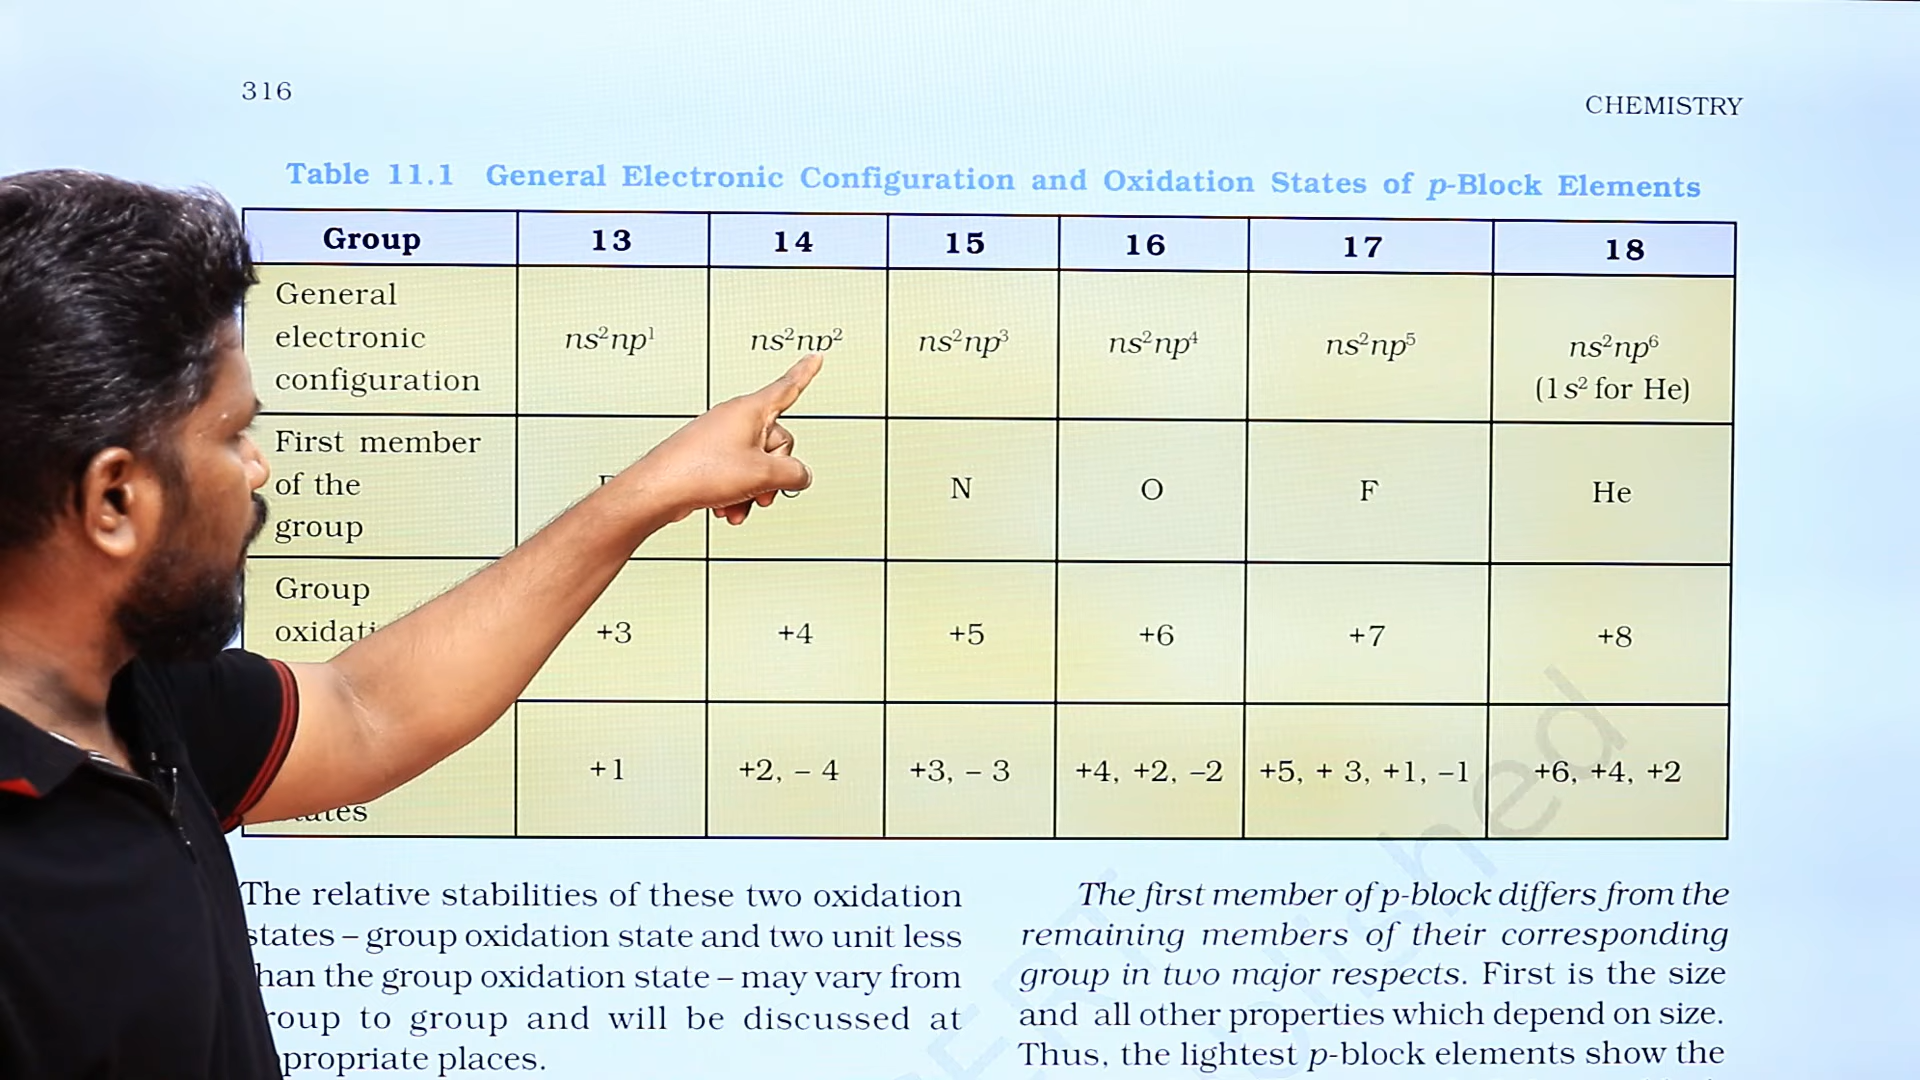 316
CHEMISTRY
Table 11.1 General Electronic Configuration and Oxidation States of p-Block Elements
Group 13 14 15 16 17 18
General electronic configuration ns²np¹ ns²np² ns²np³ ns²np⁴ ns²np⁵ ns²np⁶ (1s² for He)
First member of the group N O F He
Group +3 +4 +5 +6 +7 +8
+1 +2, – 4 +3, – 3 +4, +2, –2 +5, + 3, +1, –1 +6, +4, +2
The relative stabilities of these two oxidation
states – group oxidation state and two unit less
than the group oxidation state – may vary from
group to group and will be discussed at
appropriate places.
The first member of p-block differs from the
remaining members of their corresponding
group in two major respects. First is the size
and all other properties which depend on size.
Thus, the lightest p-block elements show the